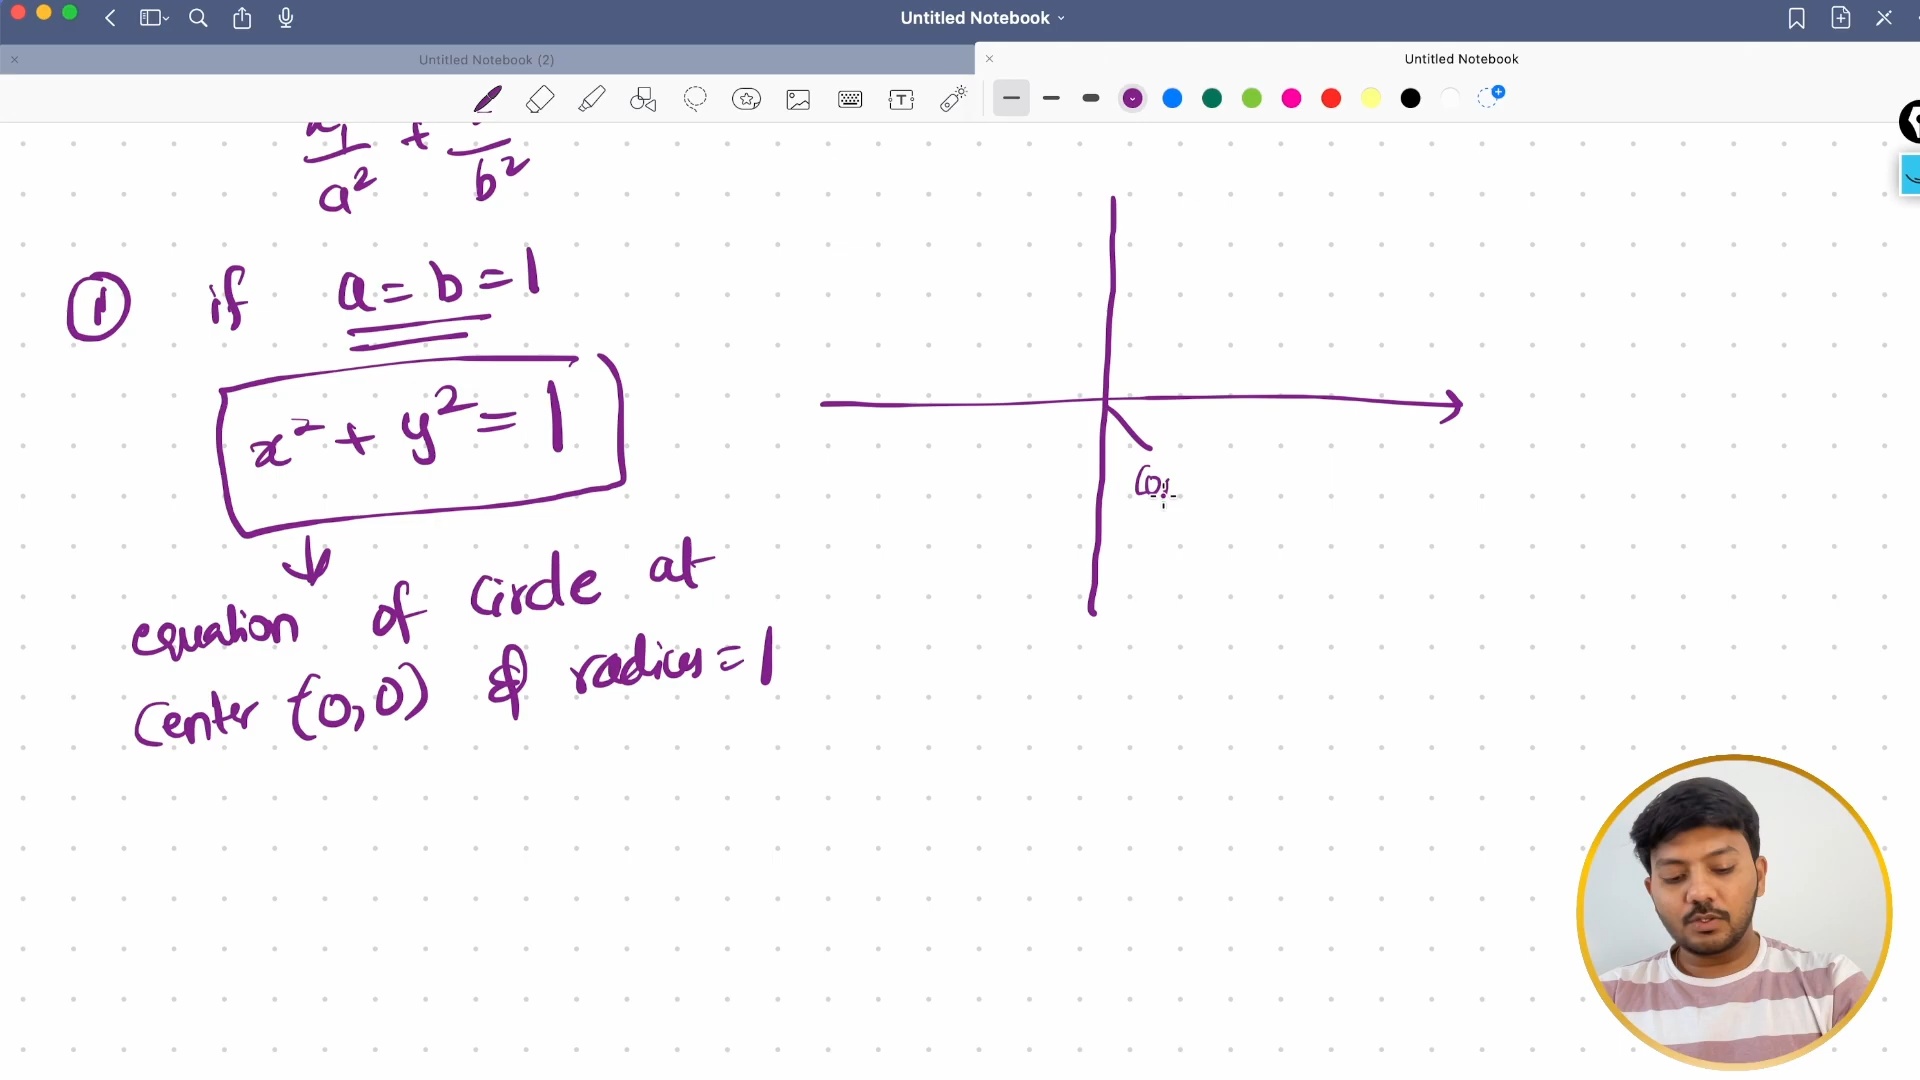 Untitled Notebook
Untitled Notebook (2)
Untitled Notebook
a² + b²
① if a = b = 1
x² + y² = 1
(0,
equation of circle at
center (0,0) & radius = 1